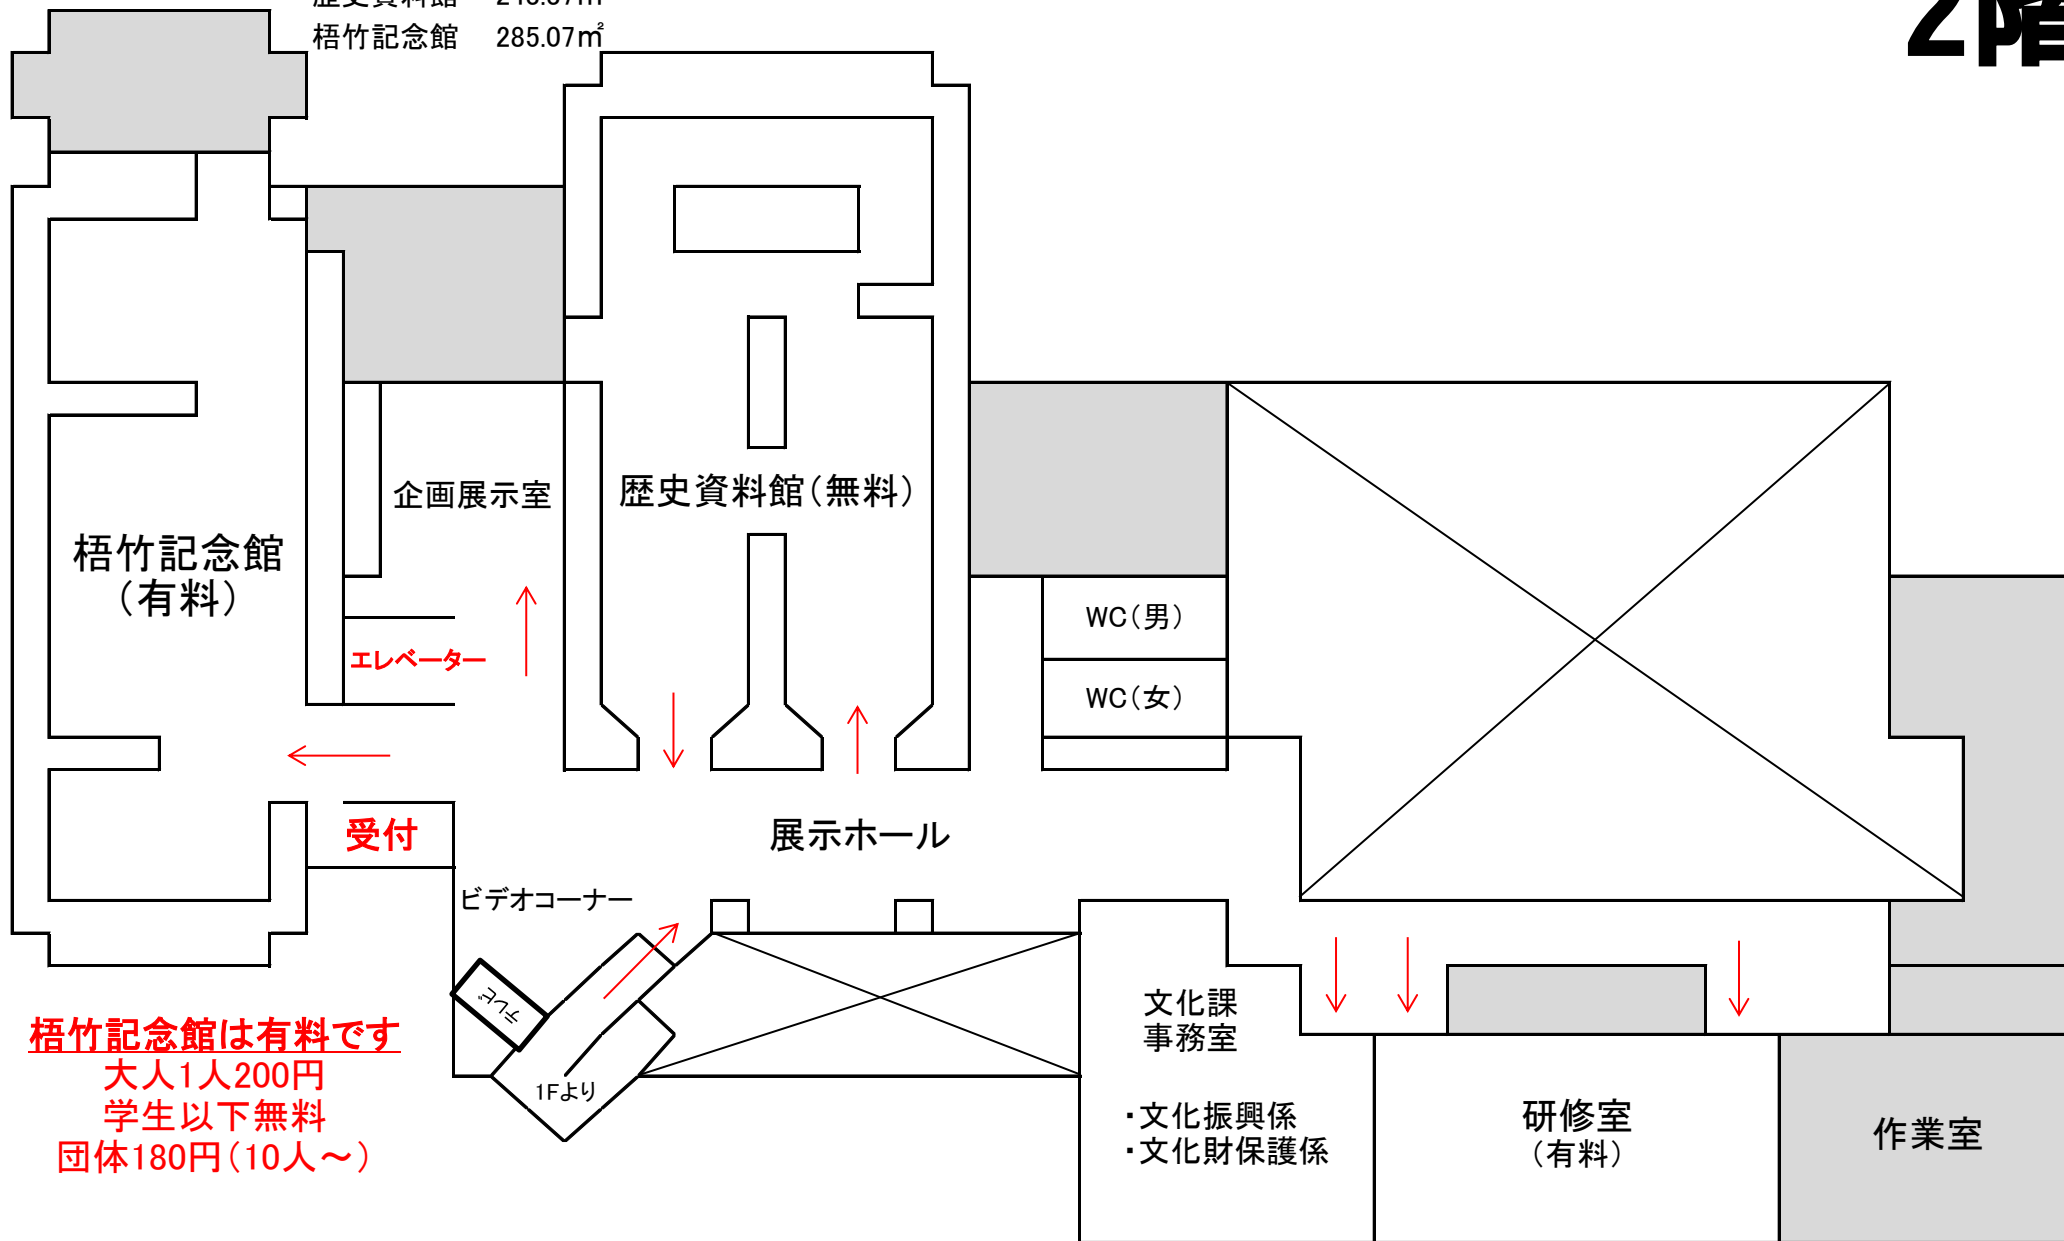 梧竹記念館 285.07㎡
2階
企画展示室
歴史資料館(無料)
梧竹記念館
(有料)
WC(男)
エレベーター
WC(女)
受付
展示ホール
ビデオコーナー
テレビ
1Fより
文化課
事務室
・文化振興係
・文化財保護係
研修室
(有料)
作業室
梧竹記念館は有料です
大人1人200円
学生以下無料
団体180円(10人~)